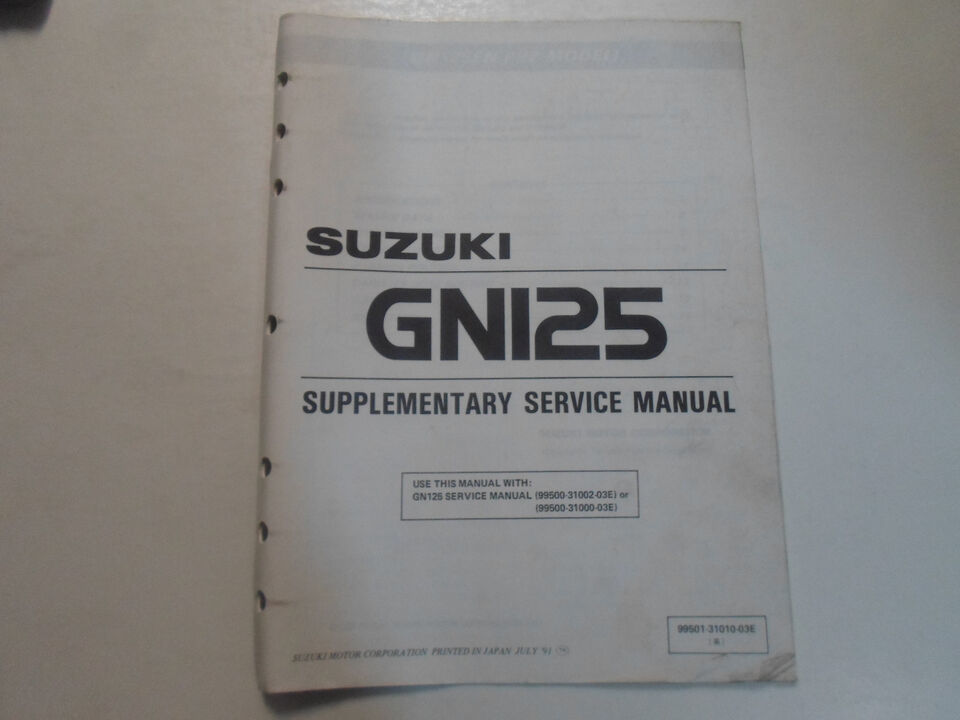 SUZUKI
GN125
SUPPLEMENTARY SERVICE MANUAL
USE THIS MANUAL WITH:
GN125 SERVICE MANUAL (99500-31002-03E) or
(99500-31000-03E)
99501-31010-03E
(英)
SUZUKI MOTOR CORPORATION PRINTED IN JAPAN JULY '91